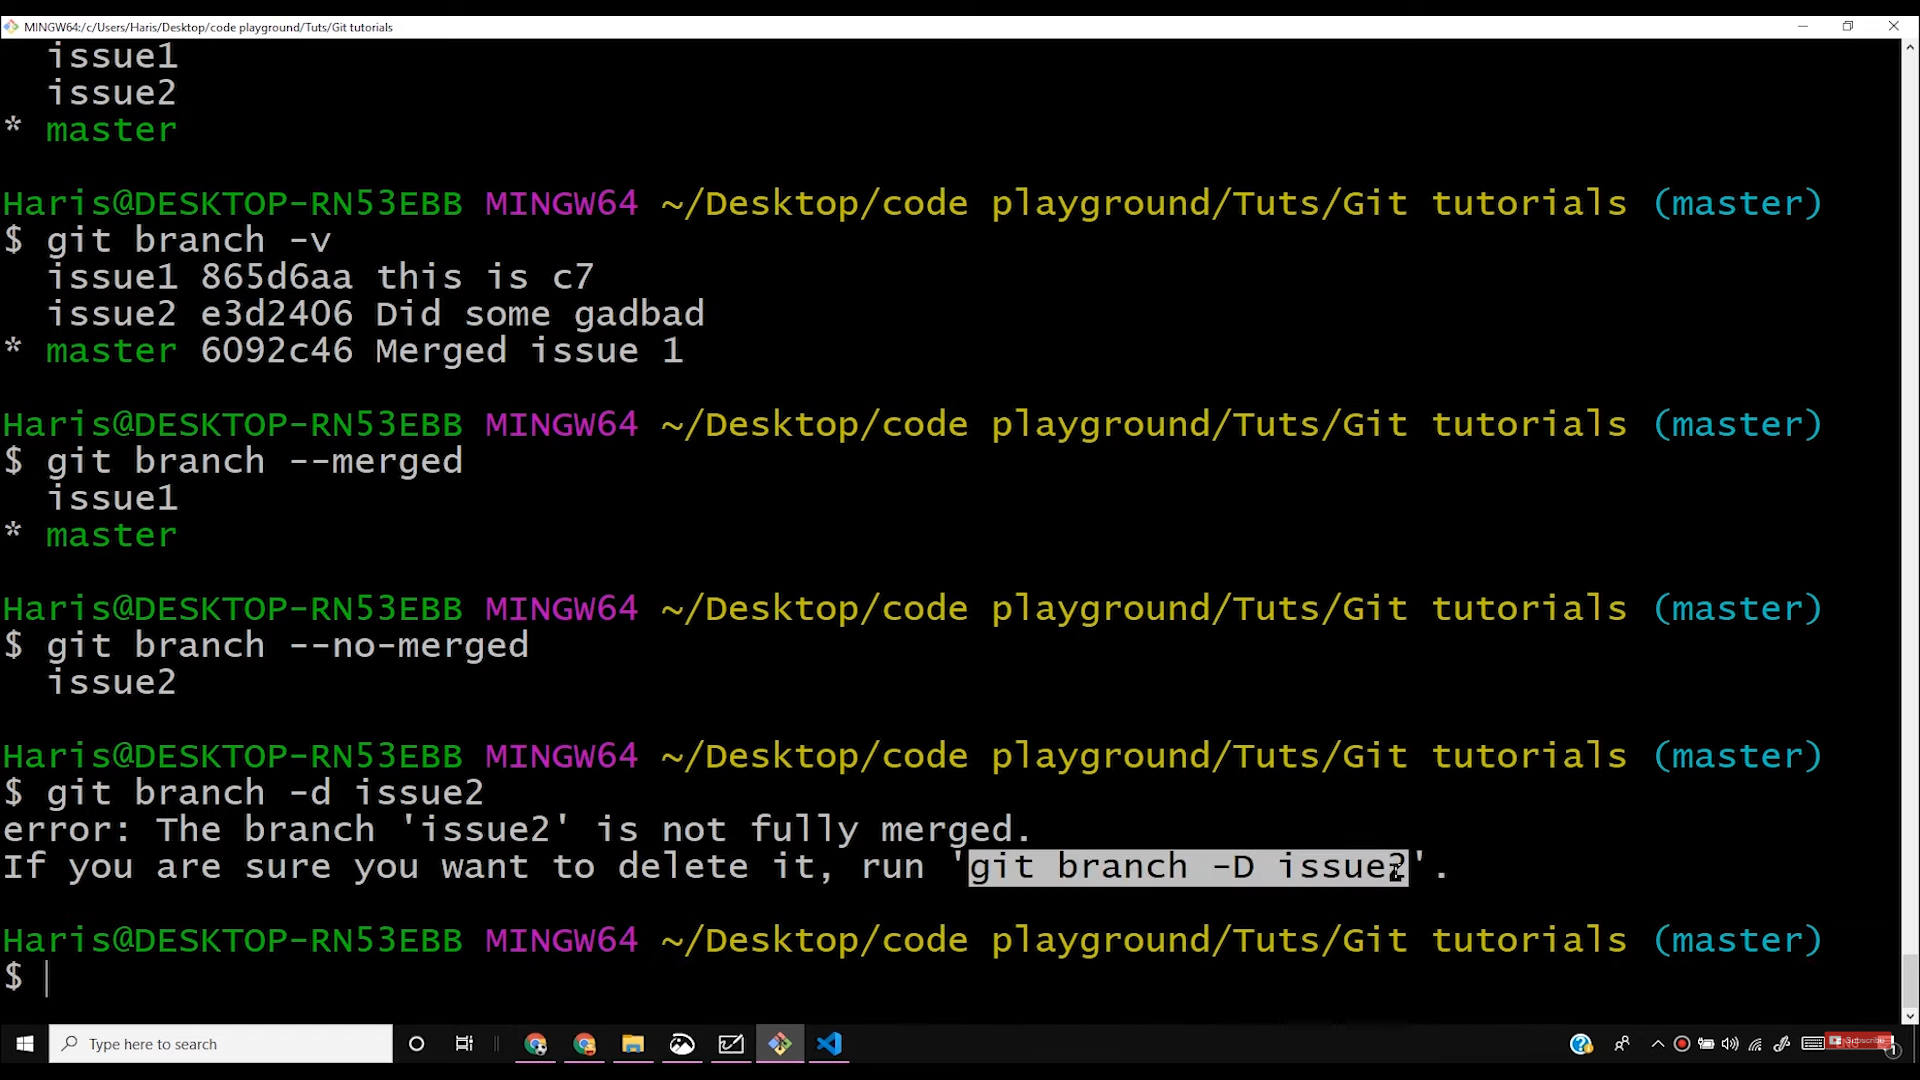 MINGW64:/c/Users/Haris/Desktop/code playground/Tuts/Git tutorials
issue1
issue2
* master
Haris@DESKTOP-RN53EBB MINGW64 ~/Desktop/code playground/Tuts/Git tutorials (master)
$ git branch -v
issue1 865d6aa this is c7
issue2 e3d2406 Did some gadbad
* master 6092c46 Merged issue 1
Haris@DESKTOP-RN53EBB MINGW64 ~/Desktop/code playground/Tuts/Git tutorials (master)
$ git branch --merged
issue1
* master
Haris@DESKTOP-RN53EBB MINGW64 ~/Desktop/code playground/Tuts/Git tutorials (master)
$ git branch --no-merged
issue2
Haris@DESKTOP-RN53EBB MINGW64 ~/Desktop/code playground/Tuts/Git tutorials (master)
$ git branch -d issue2
error: The branch 'issue2' is not fully merged.
If you are sure you want to delete it, run 'git branch -D issue2'.
Haris@DESKTOP-RN53EBB MINGW64 ~/Desktop/code playground/Tuts/Git tutorials (master)
$
Type here to search
Subscribe
1